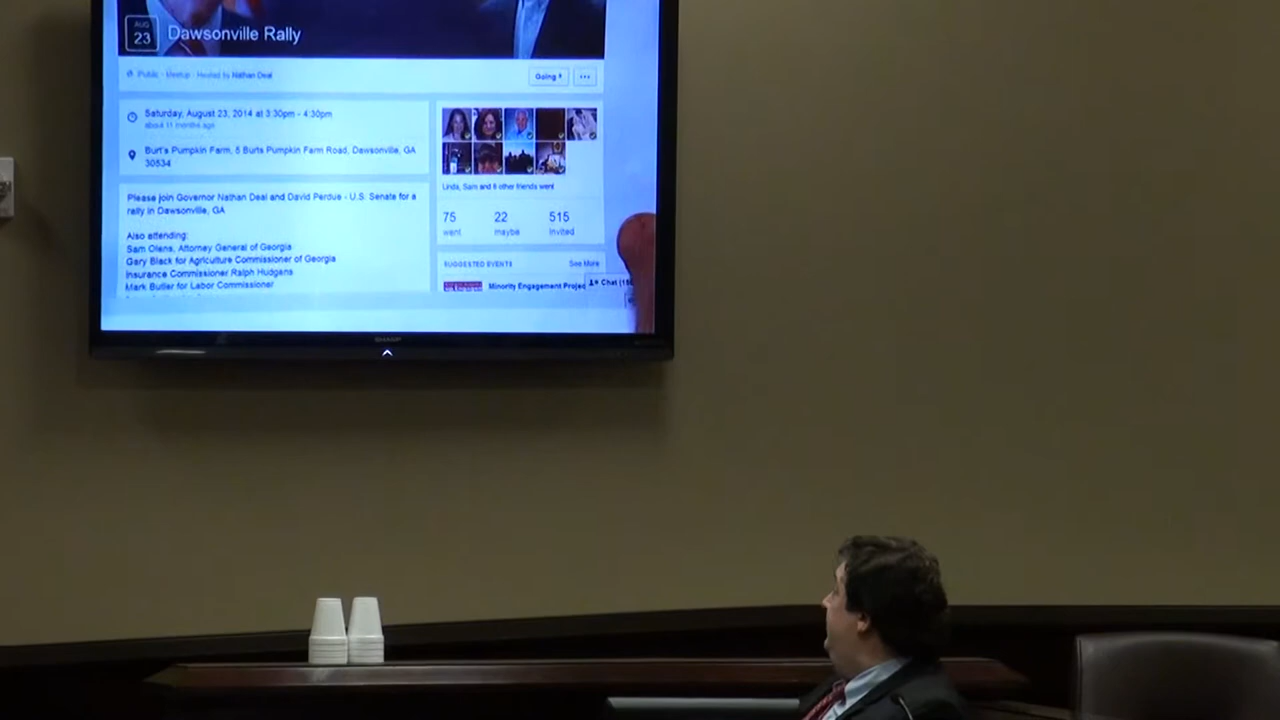 AUG
23
Dawsonville Rally
Public · Meetup · Hosted by Nathan Deal
Going
Saturday, August 23, 2014 at 3:30pm - 4:30pm
about 11 months ago
Burt's Pumpkin Farm, 5 Burts Pumpkin Farm Road, Dawsonville, GA
30534
Please join Governor Nathan Deal and David Perdue - U.S. Senate for a
rally in Dawsonville, GA
Also attending:
Sam Olens, Attorney General of Georgia
Gary Black for Agriculture Commissioner of Georgia
Insurance Commissioner Ralph Hudgens
Mark Butler for Labor Commissioner
Linda, Sam and 8 other friends went
75 22 515
went maybe invited
SUGGESTED EVENTS See More
Minority Engagement Projec
Chat
SHARP